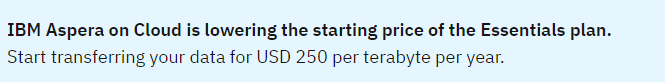 IBM Aspera on Cloud is lowering the starting price of the Essentials plan.
Start transferring your data for USD 250 per terabyte per year.